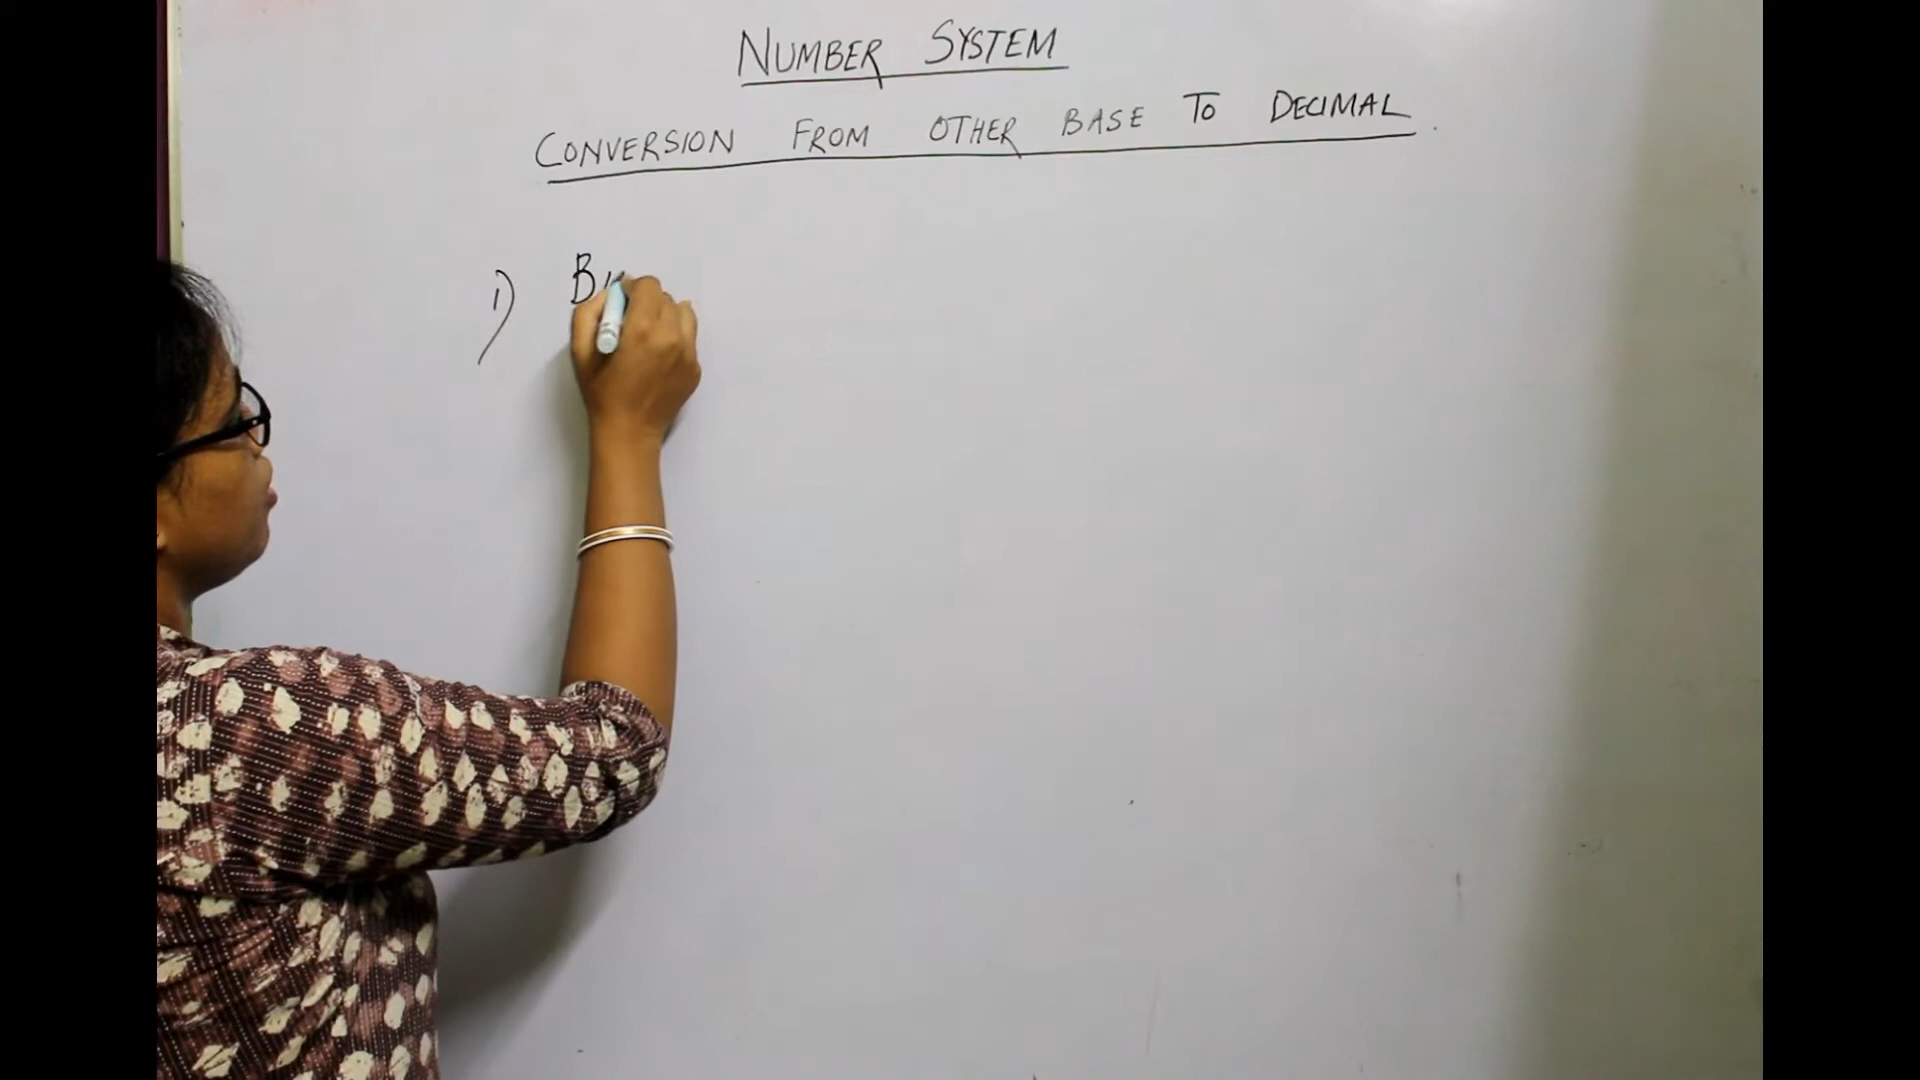 NUMBER SYSTEM
CONVERSION FROM OTHER BASE TO DECIMAL.
1)